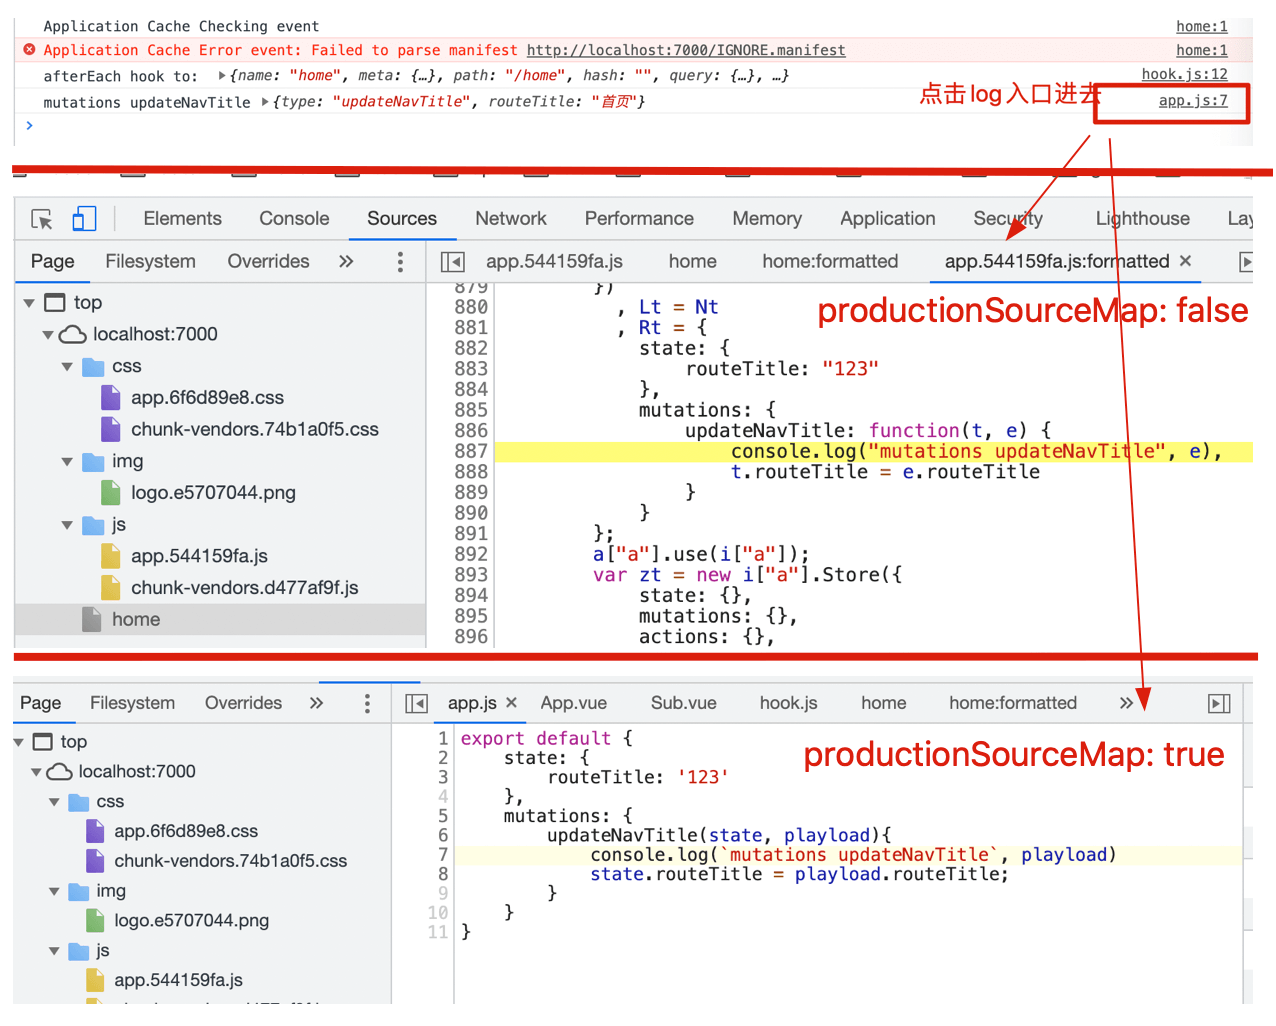 Application Cache Checking event home:1
Application Cache Error event: Failed to parse manifest http://localhost:7000/IGNORE.manifest home:1
afterEach hook to: ▶{name: "home", meta: {…}, path: "/home", hash: "", query: {…}, …} hook.js:12
mutations updateNavTitle ▶{type: "updateNavTitle", routeTitle: "首页"} app.js:7
点击log入口进去
Elements Console Sources Network Performance Memory Application Security Lighthouse Lay
Page Filesystem Overrides » app.544159fa.js home home:formatted app.544159fa.js:formatted ×
productionSourceMap: false
top
localhost:7000
css
app.6f6d89e8.css
chunk-vendors.74b1a0f5.css
img
logo.e5707044.png
js
app.544159fa.js
chunk-vendors.d477af9f.js
home
879 })
880 , Lt = Nt
881 , Rt = {
882 state: {
883 routeTitle: "123"
884 },
885 mutations: {
886 updateNavTitle: function(t, e) {
887 console.log("mutations updateNavTitle", e),
888 t.routeTitle = e.routeTitle
889 }
890 }
891 };
892 a["a"].use(i["a"]);
893 var zt = new i["a"].Store({
894 state: {},
895 mutations: {},
896 actions: {},
Page Filesystem Overrides » app.js × App.vue Sub.vue hook.js home home:formatted »
productionSourceMap: true
top
localhost:7000
css
app.6f6d89e8.css
chunk-vendors.74b1a0f5.css
img
logo.e5707044.png
js
app.544159fa.js
1 export default {
2 state: {
3 routeTitle: '123'
4 },
5 mutations: {
6 updateNavTitle(state, playload){
7 console.log(`mutations updateNavTitle`, playload)
8 state.routeTitle = playload.routeTitle;
9 }
10 }
11 }